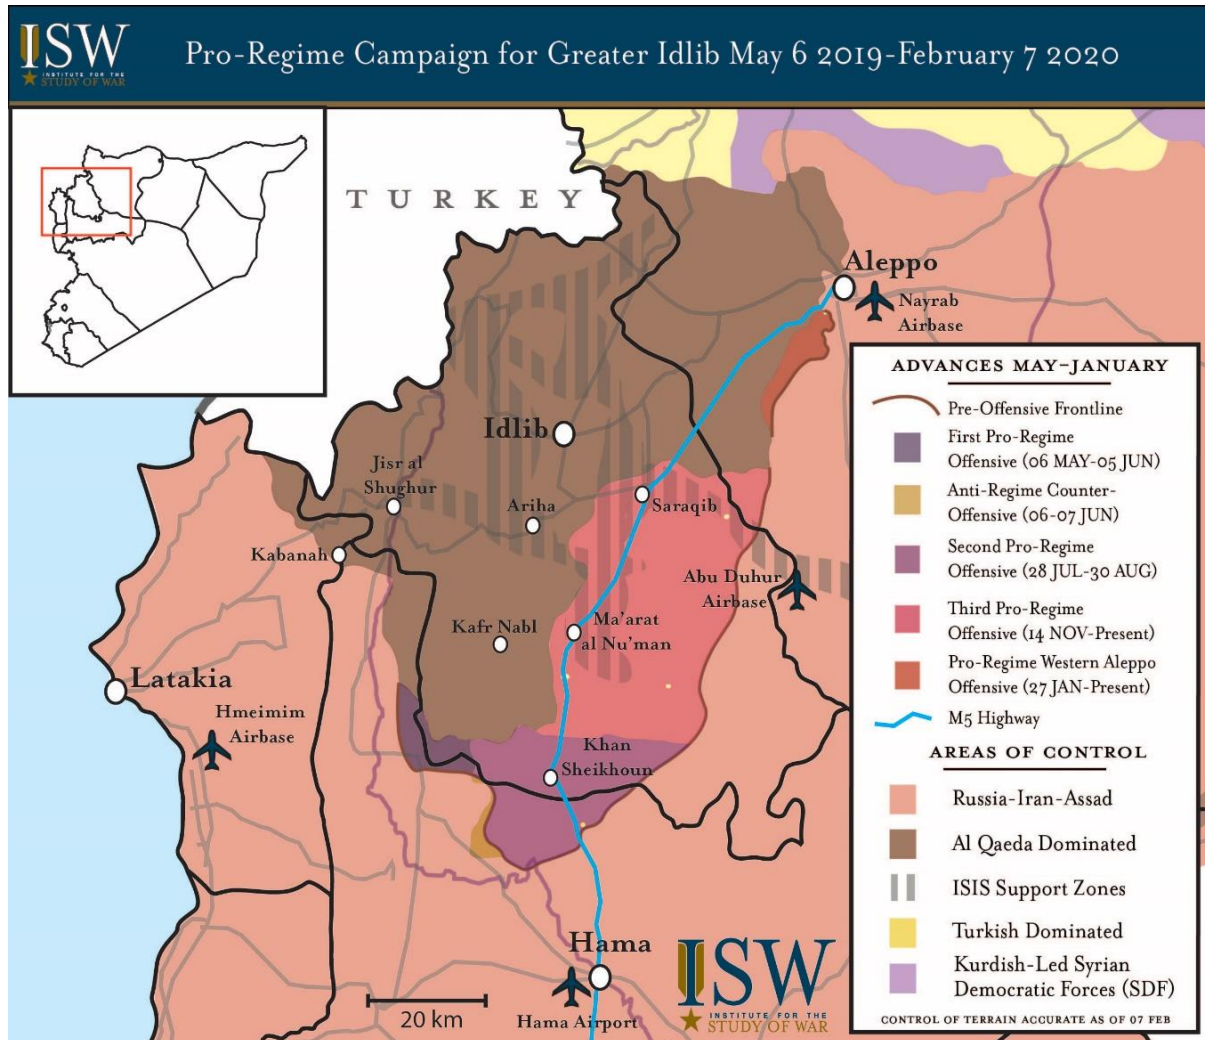 ISW
INSTITUTE FOR THE
STUDY OF WAR
Pro-Regime Campaign for Greater Idlib May 6 2019-February 7 2020
TURKEY
Aleppo
Nayrab
Airbase
Idlib
Jisr al
Shughur
Ariha
Saraqib
Kabanah
Abu Duhur
Airbase
Kafr Nabl
Ma'arat
al Nu'man
Latakia
Hmeimim
Airbase
Khan
Sheikhoun
Hama
Hama Airport
20 km
ISW
INSTITUTE FOR THE
STUDY OF WAR
ADVANCES MAY-JANUARY
Pre-Offensive Frontline
First Pro-Regime
Offensive (06 MAY-05 JUN)
Anti-Regime Counter-
Offensive (06-07 JUN)
Second Pro-Regime
Offensive (28 JUL-30 AUG)
Third Pro-Regime
Offensive (14 NOV-Present)
Pro-Regime Western Aleppo
Offensive (27 JAN-Present)
M5 Highway
AREAS OF CONTROL
Russia-Iran-Assad
Al Qaeda Dominated
ISIS Support Zones
Turkish Dominated
Kurdish-Led Syrian
Democratic Forces (SDF)
CONTROL OF TERRAIN ACCURATE AS OF 07 FEB